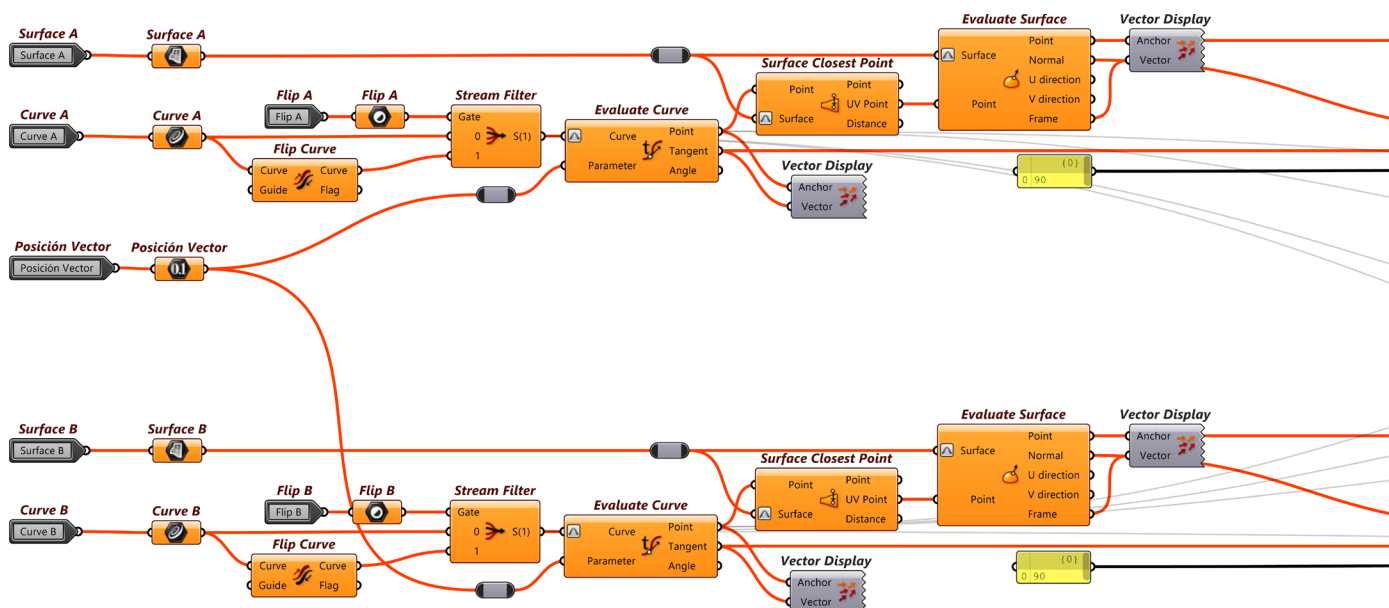 Surface A
Surface A
Surface A
Curve A
Curve A
Curve A
Flip A
Flip A
Flip A
Flip Curve
Curve
Guide
Curve
Flag
Stream Filter
Gate
0
1
S(1)
Evaluate Curve
Curve
Parameter
Point
Tangent
Angle
Surface Closest Point
Point
Surface
Point
UV Point
Distance
Evaluate Surface
Surface
Point
Point
Normal
U direction
V direction
Frame
Vector Display
Anchor
Vector
Vector Display
Anchor
Vector
{0}
0 90
Posición Vector
Posición Vector
Posición Vector
0.1
Surface B
Surface B
Surface B
Curve B
Curve B
Curve B
Flip B
Flip B
Flip B
Flip Curve
Curve
Guide
Curve
Flag
Stream Filter
Gate
0
1
S(1)
Evaluate Curve
Curve
Parameter
Point
Tangent
Angle
Surface Closest Point
Point
Surface
Point
UV Point
Distance
Evaluate Surface
Surface
Point
Point
Normal
U direction
V direction
Frame
Vector Display
Anchor
Vector
Vector Display
Anchor
Vector
{0}
0 90